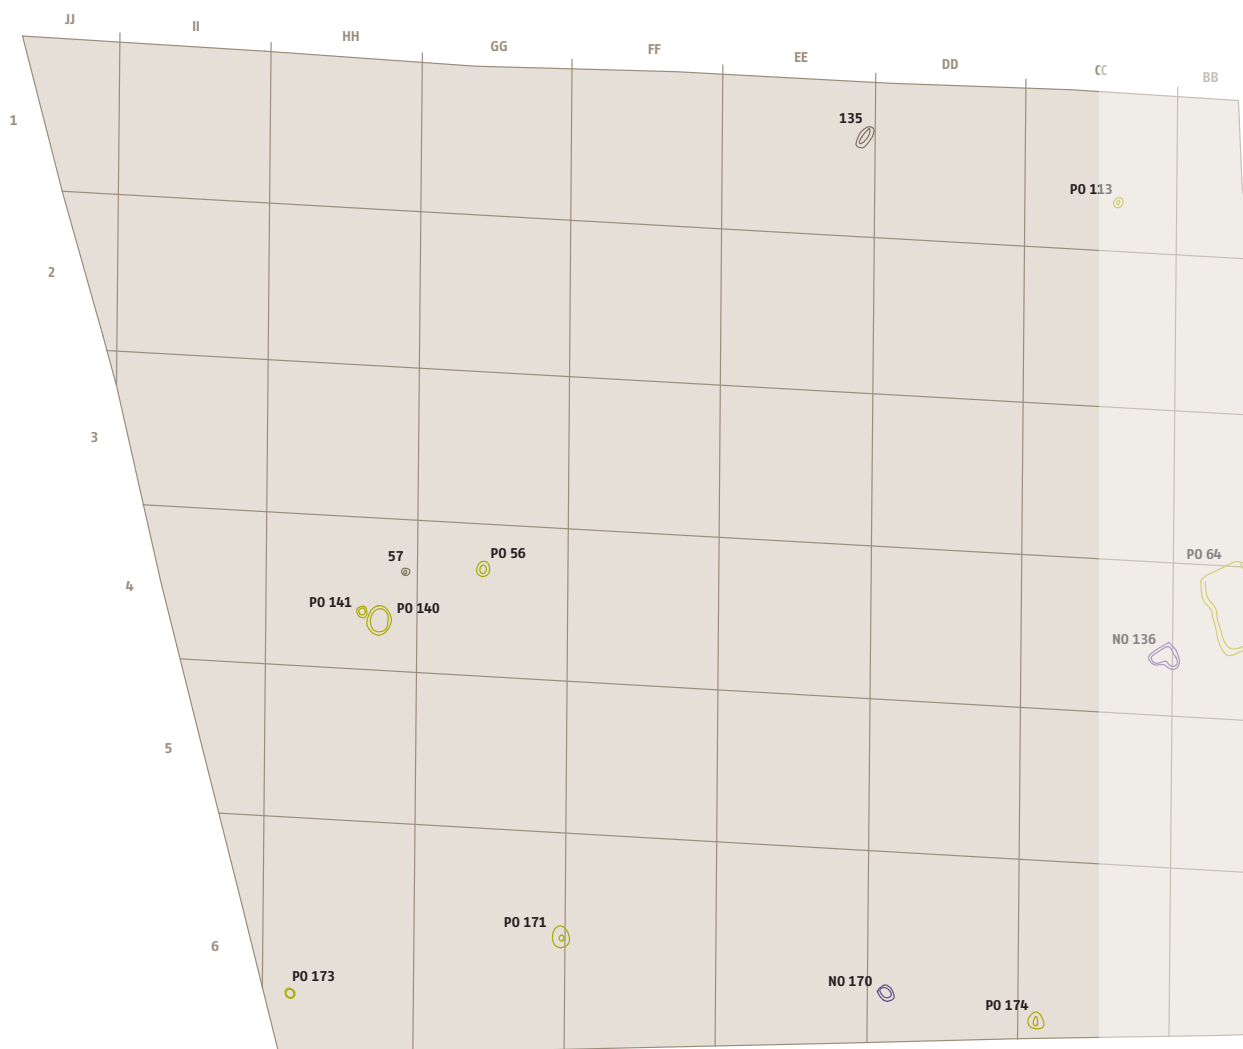 JJ
II
HH
GG
FF
EE
DD
CC
BB
1
135
PO 113
2
3
57
PO 56
PO 64
4
PO 141
PO 140
NO 136
5
PO 171
6
PO 173
NO 170
PO 174